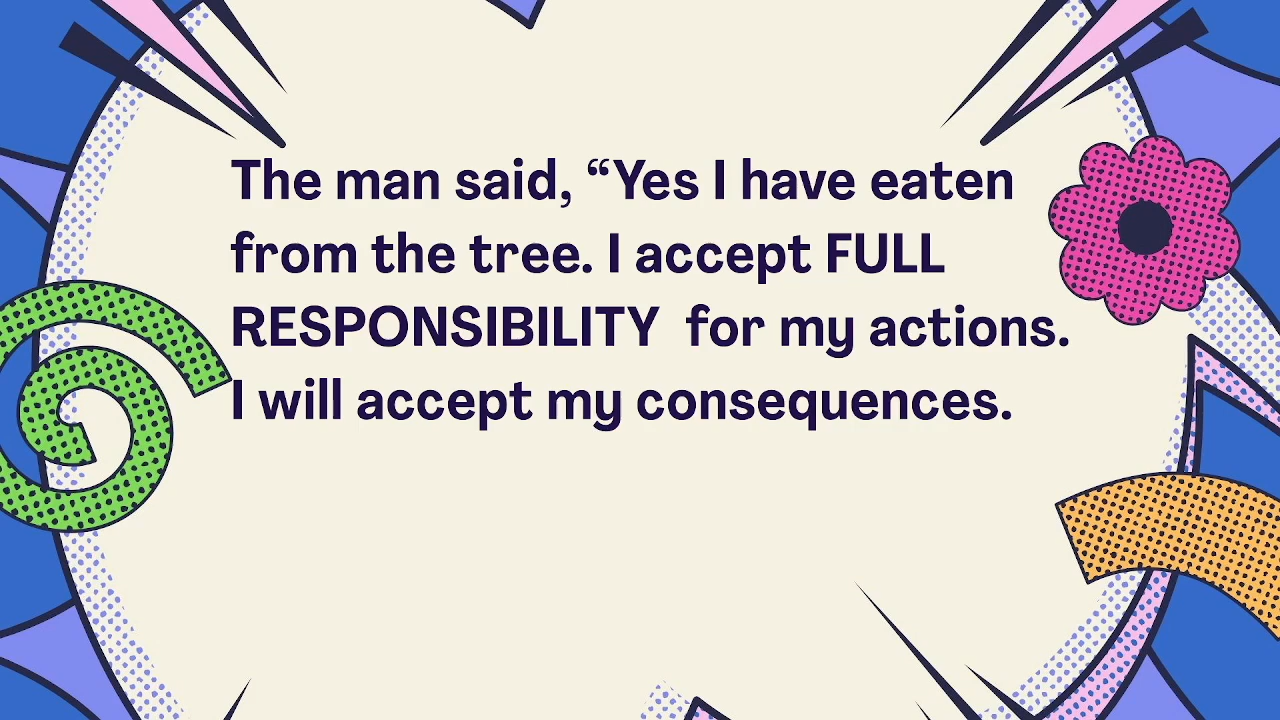 The man said, “Yes I have eaten
from the tree. I accept FULL
RESPONSIBILITY  for my actions.
I will accept my consequences.